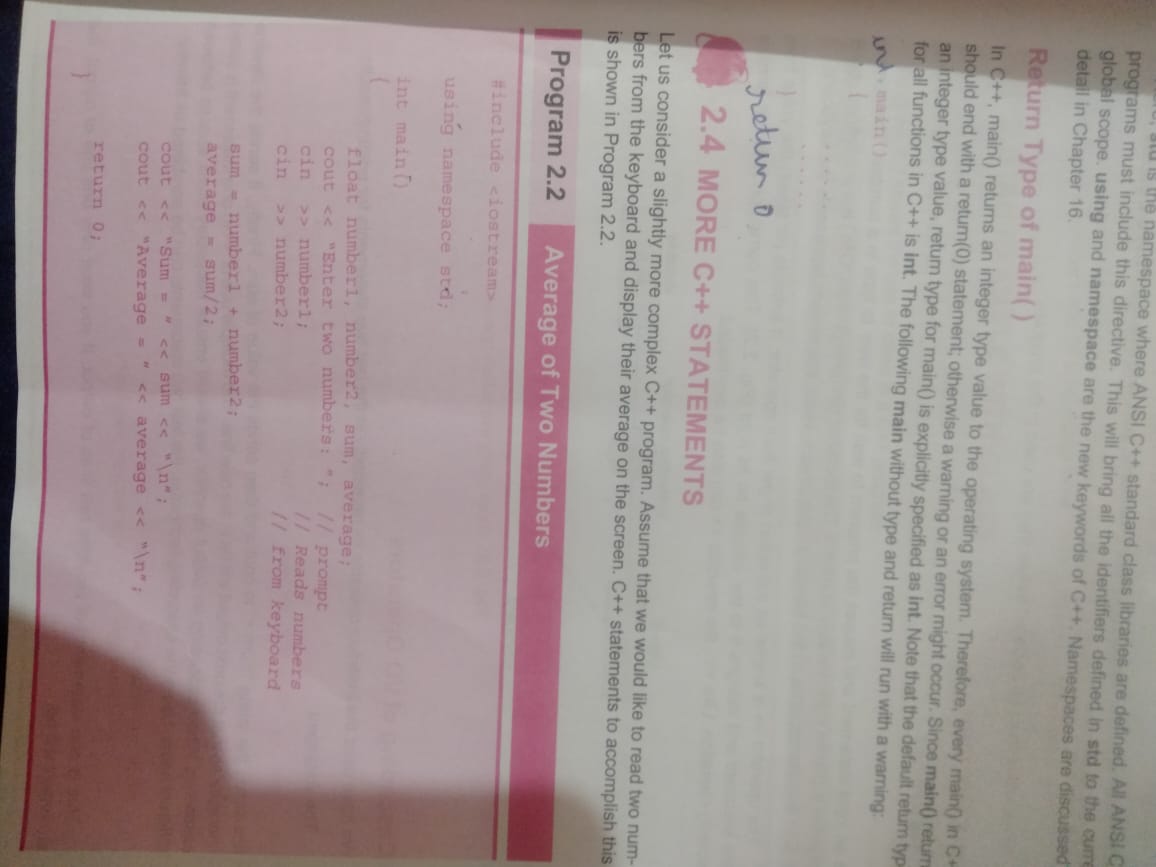 std is the namespace where ANSI C++ standard class libraries are defined. All ANSI C
programs must include this directive. This will bring all the identifiers defined in std to the curre
global scope. using and namespace are the new keywords of C++. Namespaces are discussed
detail in Chapter 16.
Return Type of main( )
In C++, main() returns an integer type value to the operating system. Therefore, every main() in C+
should end with a return(0) statement; otherwise a warning or an error might occur. Since main() return
an integer type value, return type for main() is explicitly specified as int. Note that the default return typ
for all functions in C++ is int. The following main without type and return will run with a warning:
int main()
{
. . . . . .
. . . . . .
}
return 0
2.4 MORE C++ STATEMENTS
Let us consider a slightly more complex C++ program. Assume that we would like to read two num-
bers from the keyboard and display their average on the screen. C++ statements to accomplish this
is shown in Program 2.2.
Program 2.2 Average of Two Numbers
#include <iostream>
using namespace std;
int main()
{
float number1, number2, sum, average;
cout << "Enter two numbers: "; // prompt
cin >> number1; // Reads numbers
cin >> number2; // from keyboard
sum = number1 + number2;
average = sum/2;
cout << "Sum = " << sum << "\n";
cout << "Average = " << average << "\n";
return 0;
}